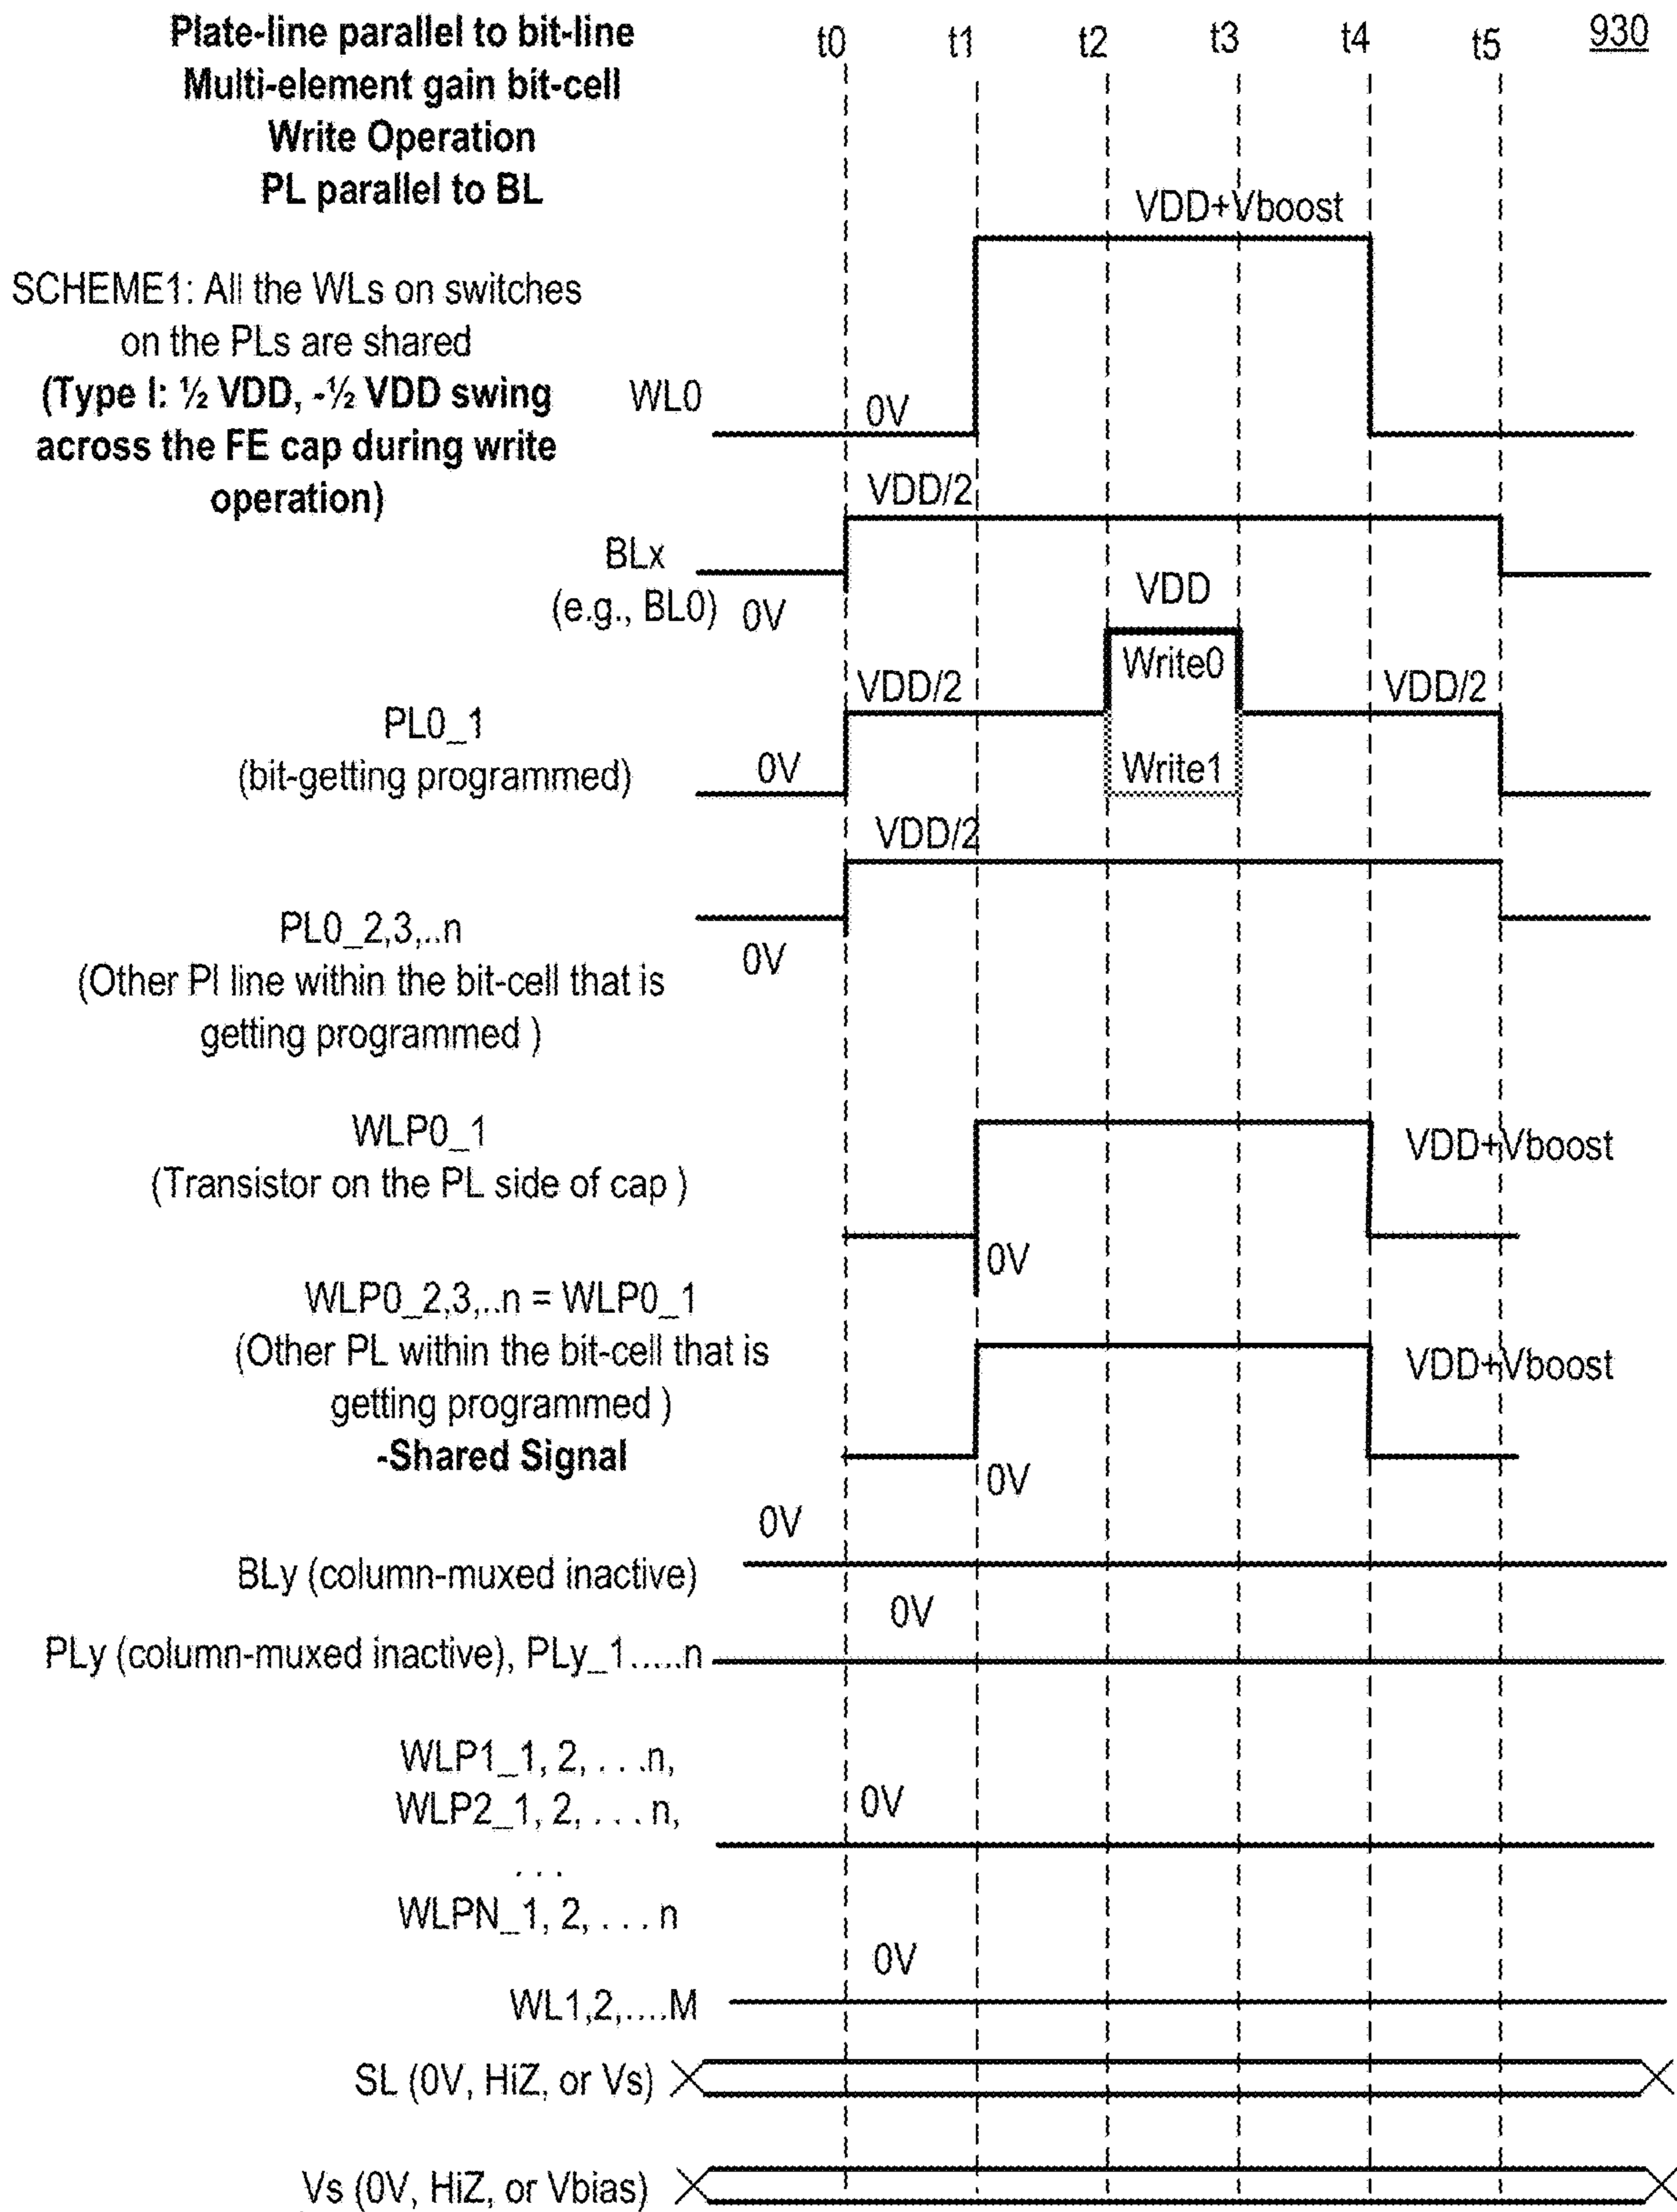 Plate-line parallel to bit-line
Multi-element gain bit-cell
Write Operation
PL parallel to BL
t0 t1 t2 t3 t4 t5 930
SCHEME1: All the WLs on switches
on the PLs are shared
(Type I: ½ VDD, -½ VDD swing
across the FE cap during write
operation)
VDD+Vboost
WL0
0V
VDD/2
BLx
(e.g., BL0)
0V
VDD
Write0
VDD/2
VDD/2
PL0_1
(bit-getting programmed)
0V
Write1
VDD/2
PL0_2,3,..n
(Other Pl line within the bit-cell that is
getting programmed )
0V
WLP0_1
(Transistor on the PL side of cap )
VDD+Vboost
0V
WLP0_2,3,..n = WLP0_1
(Other PL within the bit-cell that is
getting programmed )
-Shared Signal
VDD+Vboost
0V
0V
BLy (column-muxed inactive)
0V
PLy (column-muxed inactive), PLy_1.....n
WLP1_1, 2, . . .n,
WLP2_1, 2, . . . n,
. . .
WLPN_1, 2, . . . n
0V
0V
WL1,2,....M
SL (0V, HiZ, or Vs)
Vs (0V, HiZ, or Vbias)